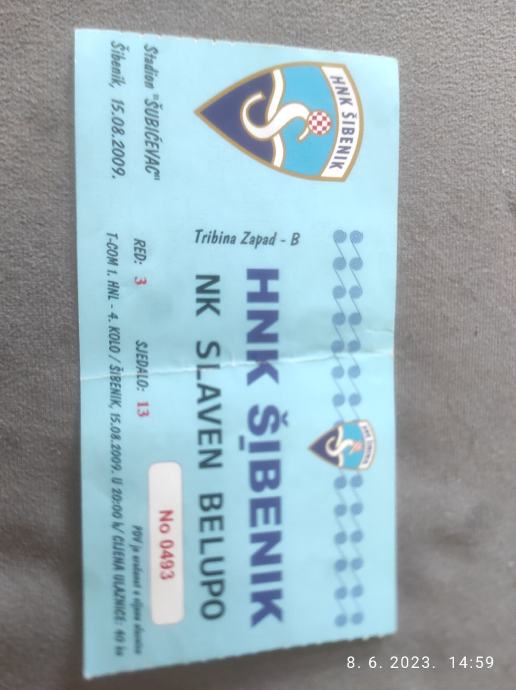 HNK ŠIBENIK
HNK ŠIBENIK
Tribina Zapad - B
HNK ŠIBENIK
NK SLAVEN BELUPO
Stadion "ŠUBIĆEVAC"
Šibenik, 15.08.2009.
RED: 3
SJEDALO: 13
No 0493
PDV je uračunat u cijenu ulaznice
T-COM 1. HNL - 4. KOLO / ŠIBENIK, 15.08.2009. U 20:00 h/ CIJENA ULAZNICE: 40 kn
8. 6. 2023. 14:59